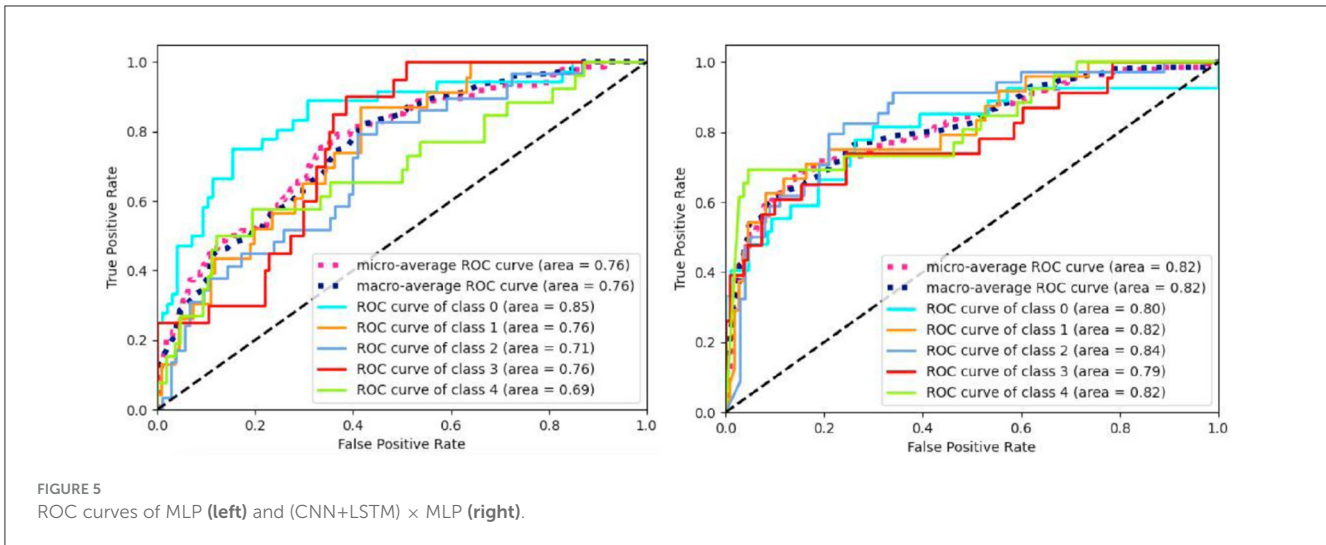 1.0
0.8
0.6
0.4
0.2
0.0
True Positive Rate
micro-average ROC curve (area = 0.76)
macro-average ROC curve (area = 0.76)
ROC curve of class 0 (area = 0.85)
ROC curve of class 1 (area = 0.76)
ROC curve of class 2 (area = 0.71)
ROC curve of class 3 (area = 0.76)
ROC curve of class 4 (area = 0.69)
0.0 0.2 0.4 0.6 0.8 1.0
False Positive Rate
1.0
0.8
0.6
0.4
0.2
0.0
True Positive Rate
micro-average ROC curve (area = 0.82)
macro-average ROC curve (area = 0.82)
ROC curve of class 0 (area = 0.80)
ROC curve of class 1 (area = 0.82)
ROC curve of class 2 (area = 0.84)
ROC curve of class 3 (area = 0.79)
ROC curve of class 4 (area = 0.82)
0.0 0.2 0.4 0.6 0.8 1.0
False Positive Rate
FIGURE 5
ROC curves of MLP (left) and (CNN+LSTM) × MLP (right).